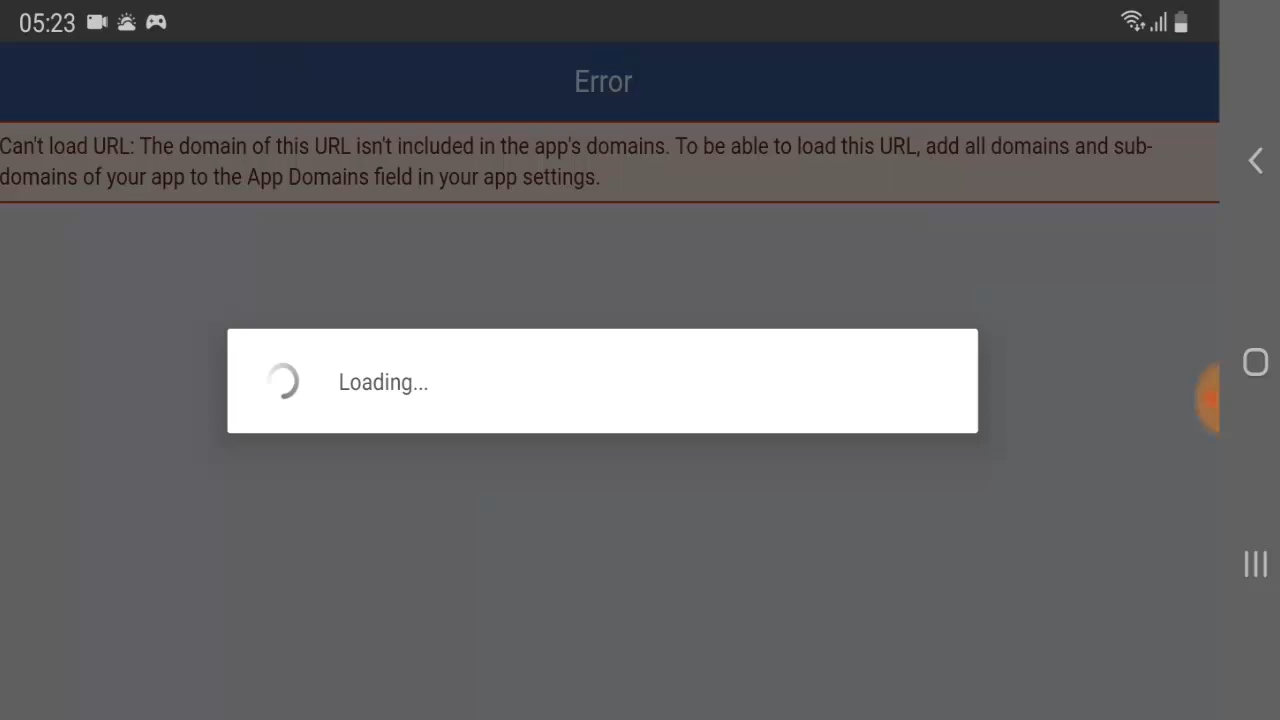 05:23
Error
Can't load URL: The domain of this URL isn't included in the app's domains. To be able to load this URL, add all domains and sub-
domains of your app to the App Domains field in your app settings.
Loading...